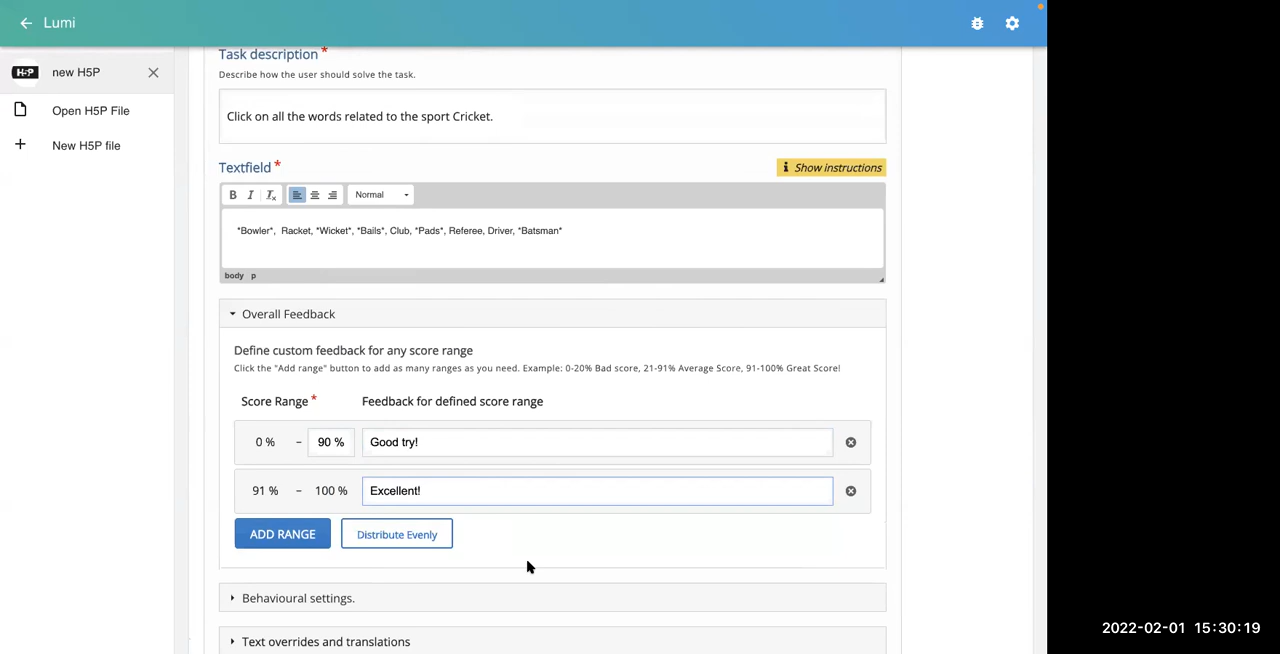 Lumi
new H5P
Open H5P File
New H5P file
Task description *
Describe how the user should solve the task.
Click on all the words related to the sport Cricket.
Textfield *
Show instructions
B I Ix Normal
*Bowler*,  Racket, *Wicket*, *Bails*, Club, *Pads*, Referee, Driver, *Batsman*
body p
Overall Feedback
Define custom feedback for any score range
Click the "Add range" button to add as many ranges as you need. Example: 0-20% Bad score, 21-91% Average Score, 91-100% Great Score!
Score Range * Feedback for defined score range
0 % – 90 % Good try!
91 % – 100 % Excellent!
ADD RANGE Distribute Evenly
Behavioural settings.
Text overrides and translations
2022-02-01 15:30:19